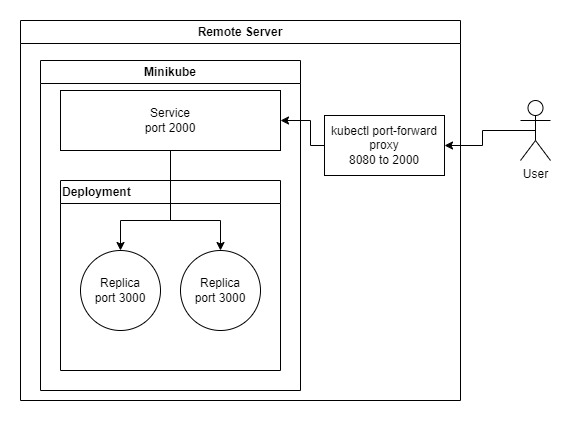 Remote Server
Minikube
Service
port 2000
kubectl port-forward
proxy
8080 to 2000
User
Deployment
Replica
port 3000
Replica
port 3000